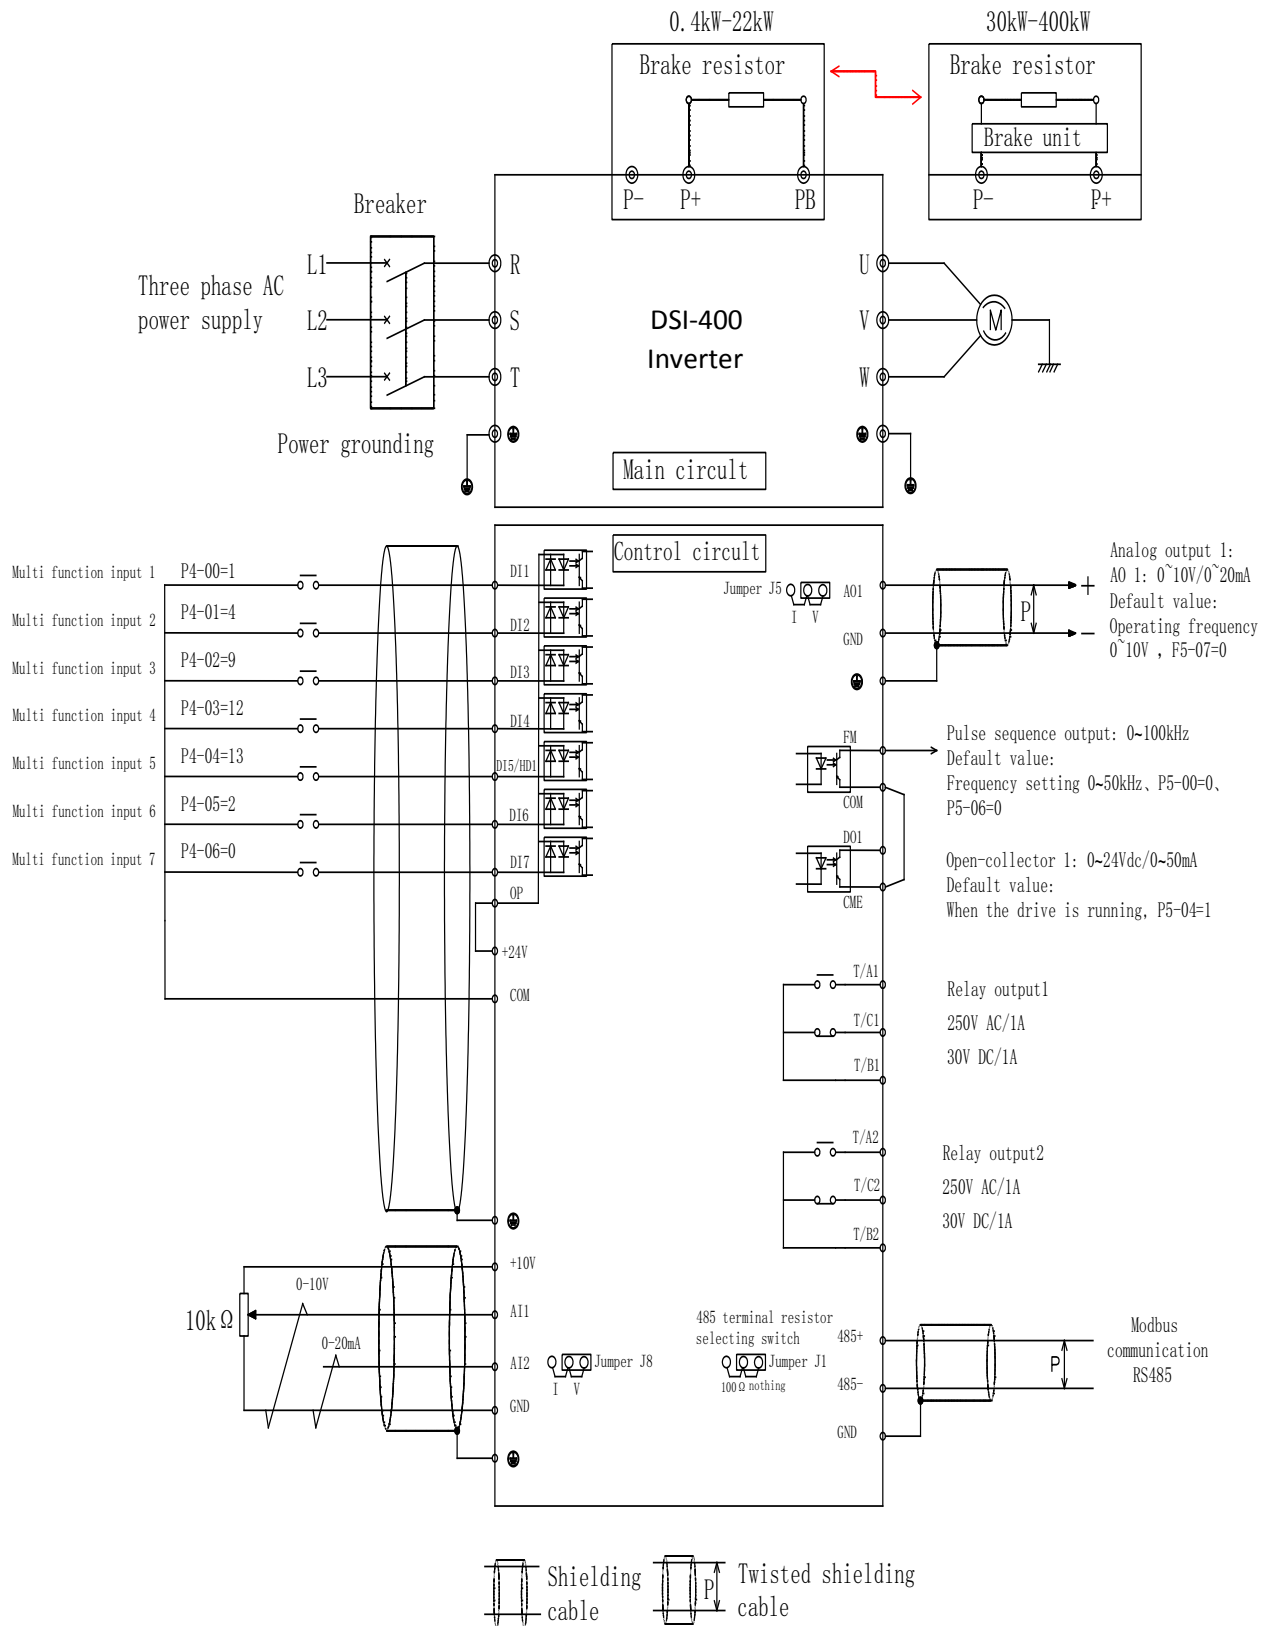 0.4kW-22kW
30kW-400kW
Brake resistor
Brake resistor
Brake unit
P-
P+
PB
P-
P+
Breaker
L1
R
U
Three phase AC
power supply
L2
S
DSI-400
Inverter
V
M
L3
T
W
Power grounding
Main circult
Control circult
Multi function input 1
P4-00=1
DI1
Multi function input 2
P4-01=4
DI2
Multi function input 3
P4-02=9
DI3
Multi function input 4
P4-03=12
DI4
Multi function input 5
P4-04=13
DI5/HD1
Multi function input 6
P4-05=2
DI6
Multi function input 7
P4-06=0
DI7
OP
+24V
COM
Jumper J5
I V
AO1
GND
P
+
−
Analog output 1:
AO 1: 0~10V/0~20mA
Default value:
Operating frequency
0~10V , F5-07=0
FM
COM
Pulse sequence output: 0~100kHz
Default value:
Frequency setting 0~50kHz、P5-00=0、
P5-06=0
DO1
CME
Open-collector 1: 0~24Vdc/0~50mA
Default value:
When the drive is running, P5-04=1
T/A1
T/C1
T/B1
Relay output1
250V AC/1A
30V DC/1A
T/A2
T/C2
T/B2
Relay output2
250V AC/1A
30V DC/1A
+10V
0-10V
10kΩ
AI1
0-20mA
AI2
Jumper J8
I V
GND
485 terminal resistor
selecting switch
Jumper J1
100Ω nothing
485+
485-
GND
P
Modbus
communication
RS485
Shielding
cable
P
Twisted shielding
cable